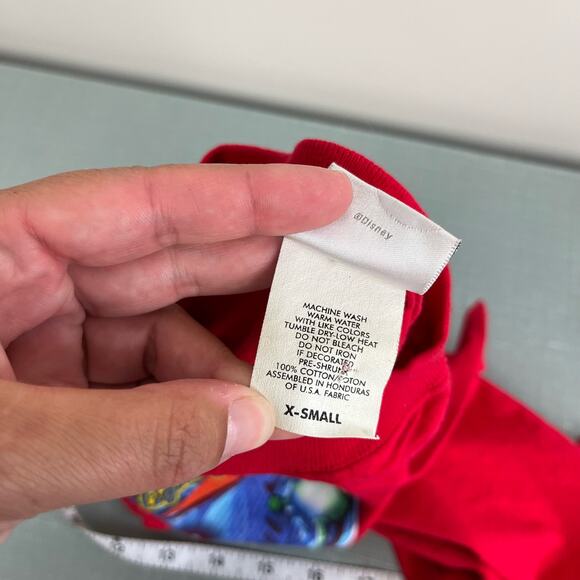 @Disney
MACHINE WASH
WARM WATER
WITH LIKE COLORS
TUMBLE DRY-LOW HEAT
DO NOT BLEACH
DO NOT IRON
IF DECORATED
PRE-SHRUNK
100% COTTON/COTON
ASSEMBLED IN HONDURAS
OF U.S.A. FABRIC
X-SMALL